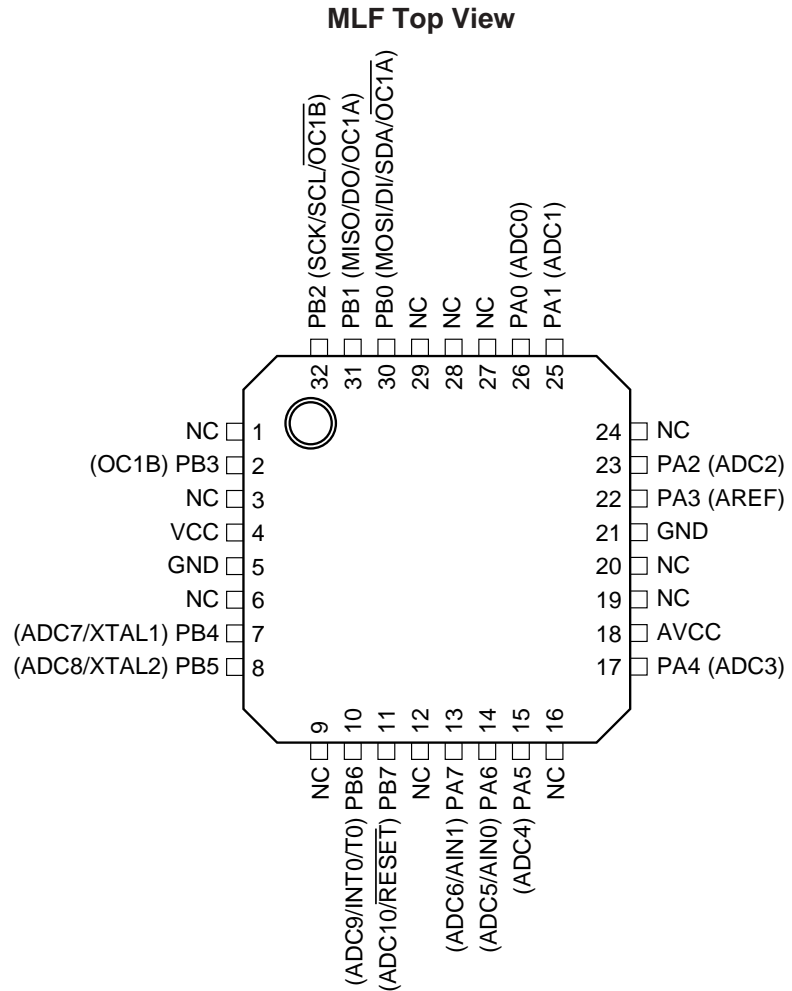 MLF Top View
PB2 (SCK/SCL/OC1B)
PB1 (MISO/DO/OC1A)
PB0 (MOSI/DI/SDA/OC1A)
NC
NC
NC
PA0 (ADC0)
PA1 (ADC1)
32
31
30
29
28
27
26
25
NC 1
(OC1B) PB3 2
NC 3
VCC 4
GND 5
NC 6
(ADC7/XTAL1) PB4 7
(ADC8/XTAL2) PB5 8
24 NC
23 PA2 (ADC2)
22 PA3 (AREF)
21 GND
20 NC
19 NC
18 AVCC
17 PA4 (ADC3)
9
10
11
12
13
14
15
16
NC
(ADC9/INT0/T0) PB6
(ADC10/RESET) PB7
NC
(ADC6/AIN1) PA7
(ADC5/AIN0) PA6
(ADC4) PA5
NC